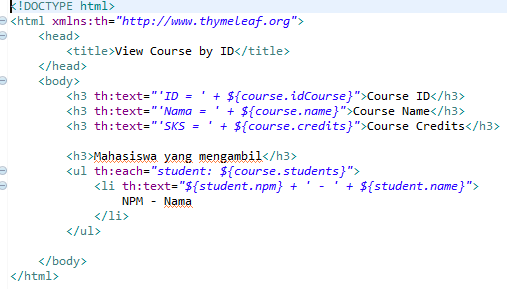 <!DOCTYPE html>
<html xmlns:th="http://www.thymeleaf.org">
<head>
<title>View Course by ID</title>
</head>
<body>
<h3 th:text="'ID = ' + ${course.idCourse}">Course ID</h3>
<h3 th:text="'Nama = ' + ${course.name}">Course Name</h3>
<h3 th:text="'SKS = ' + ${course.credits}">Course Credits</h3>
<h3>Mahasiswa yang mengambil</h3>
<ul th:each="student: ${course.students}">
<li th:text="${student.npm} + ' - ' + ${student.name}">
NPM - Nama
</li>
</ul>
</body>
</html>